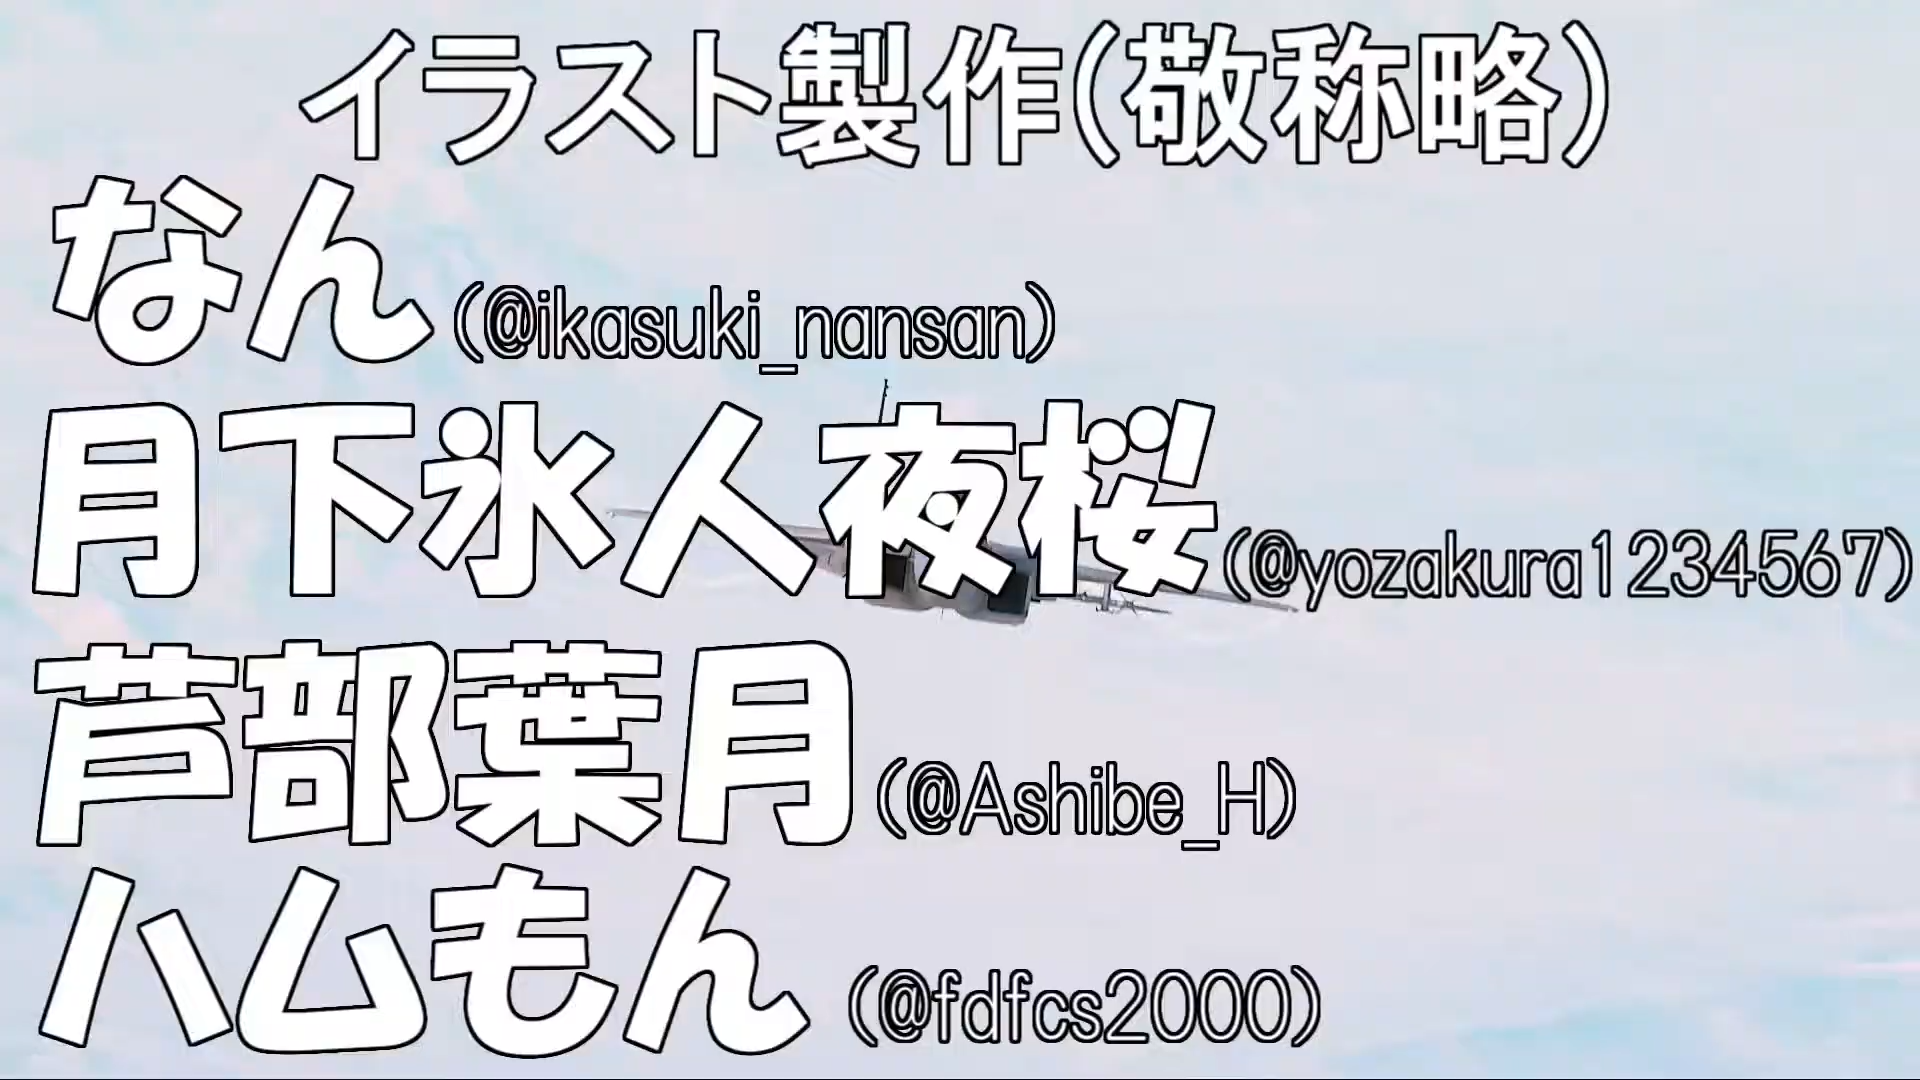 イラスト製作(敬称略)
なん(@ikasuki_nansan)
月下氷人夜桜(@yozakura1234567)
芦部葉月(@Ashibe_H)
ハムもん(@fdfcs2000)